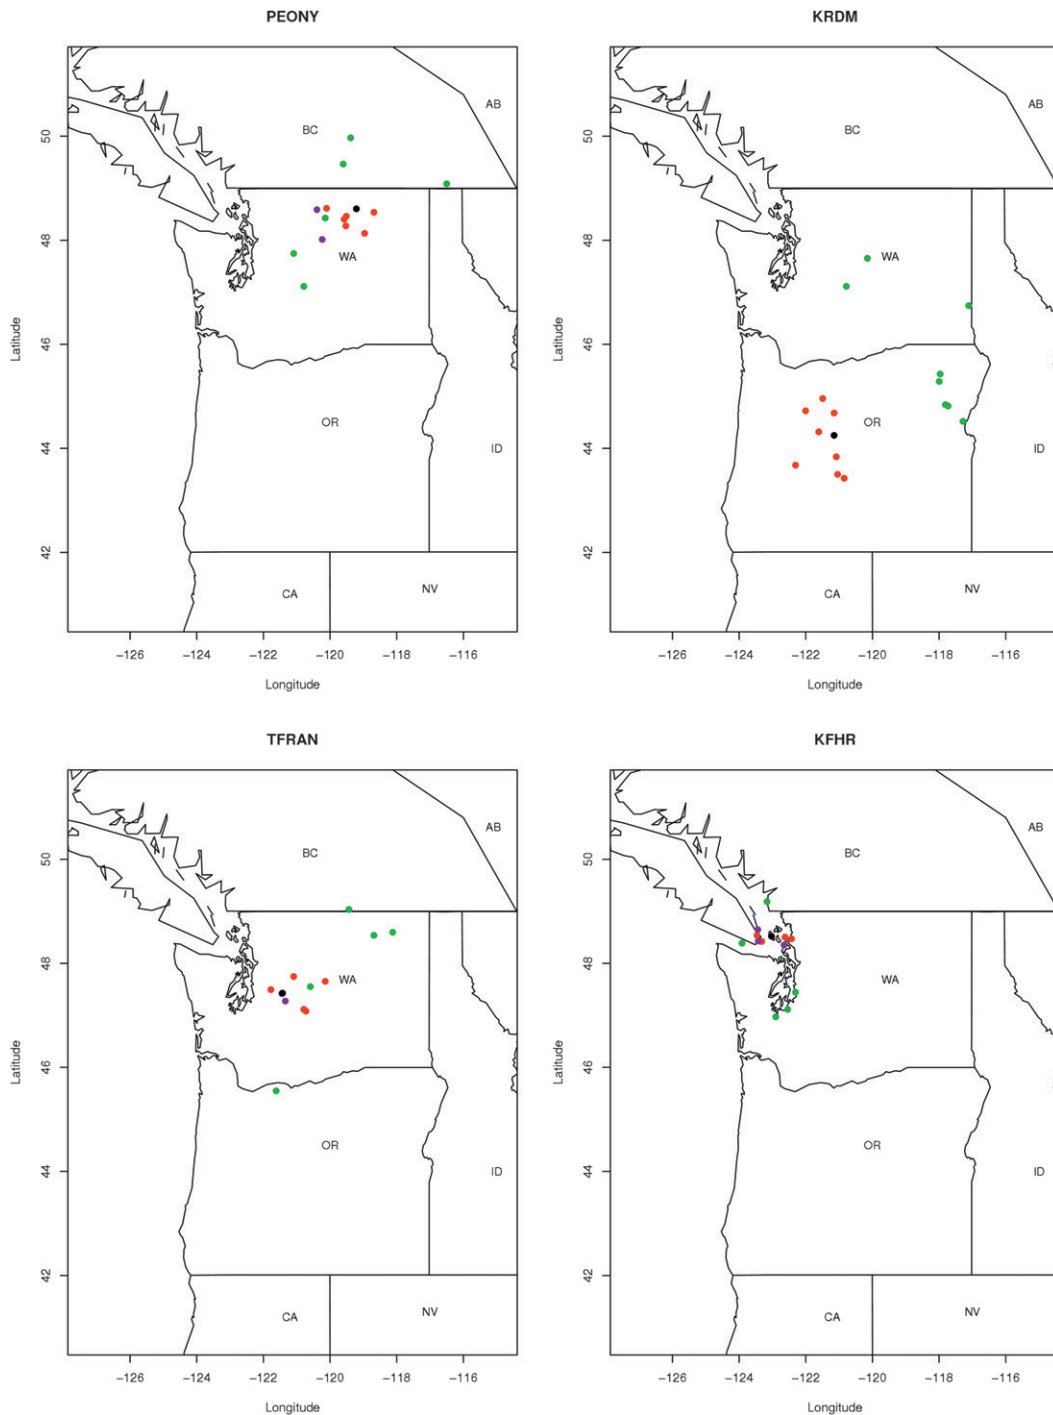 PEONY
KRDM
AB
BC
WA
OR
ID
CA
NV
50
48
46
44
42
Latitude
−126
−124
−122
−120
−118
−116
Longitude
AB
BC
WA
OR
ID
CA
NV
50
48
46
44
42
Latitude
−126
−124
−122
−120
−118
−116
Longitude
TFRAN
KFHR
AB
BC
WA
OR
ID
CA
NV
50
48
46
44
42
Latitude
−126
−124
−122
−120
−118
−116
Longitude
AB
BC
WA
OR
ID
CA
NV
50
48
46
44
42
Latitude
−126
−124
−122
−120
−118
−116
Longitude